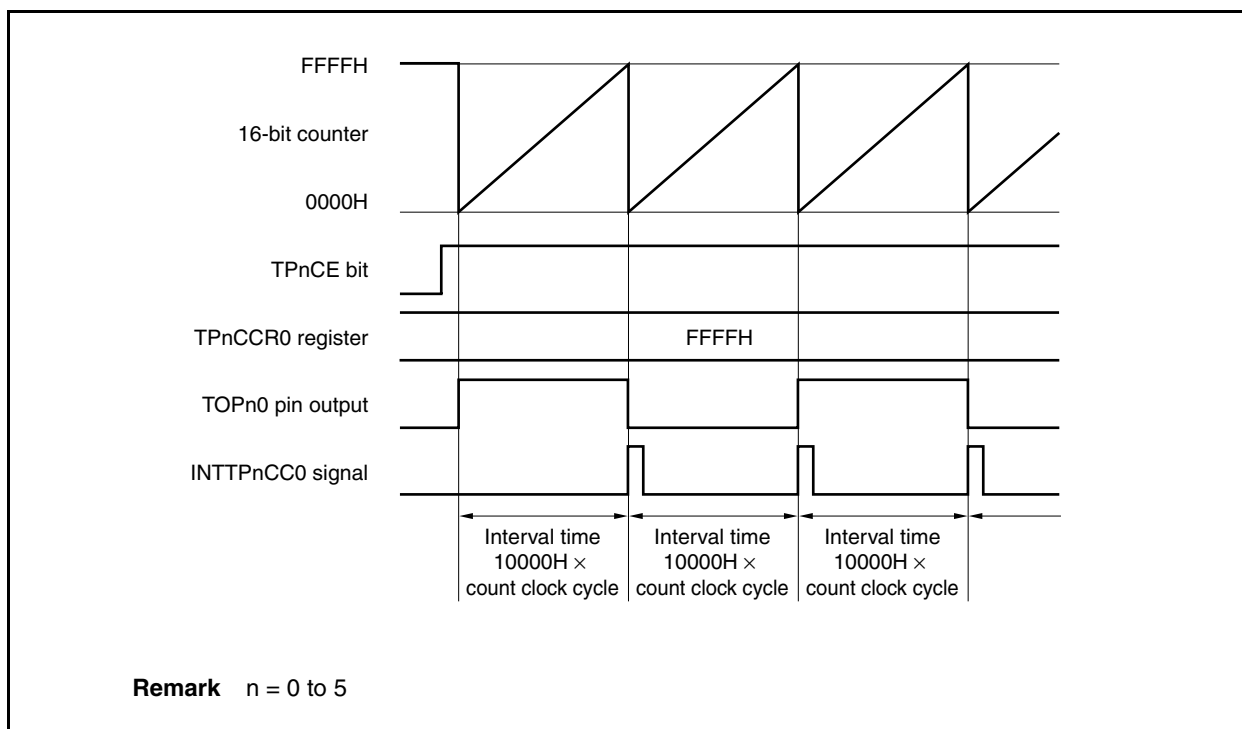 FFFFH
16-bit counter
0000H
TPnCE bit
TPnCCR0 register
FFFFH
TOPn0 pin output
INTTPnCC0 signal
Interval time
10000H ×
count clock cycle
Interval time
10000H ×
count clock cycle
Interval time
10000H ×
count clock cycle
Remark n = 0 to 5